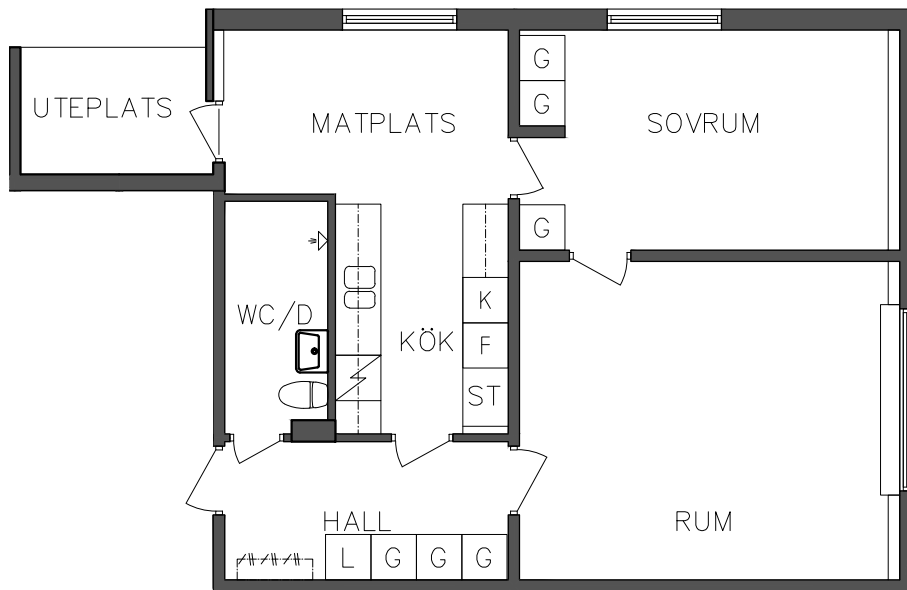 UTEPLATS
MATPLATS
SOVRUM
G
G
G
WC/D
KÖK
K
F
ST
HALL
RUM
L G G G